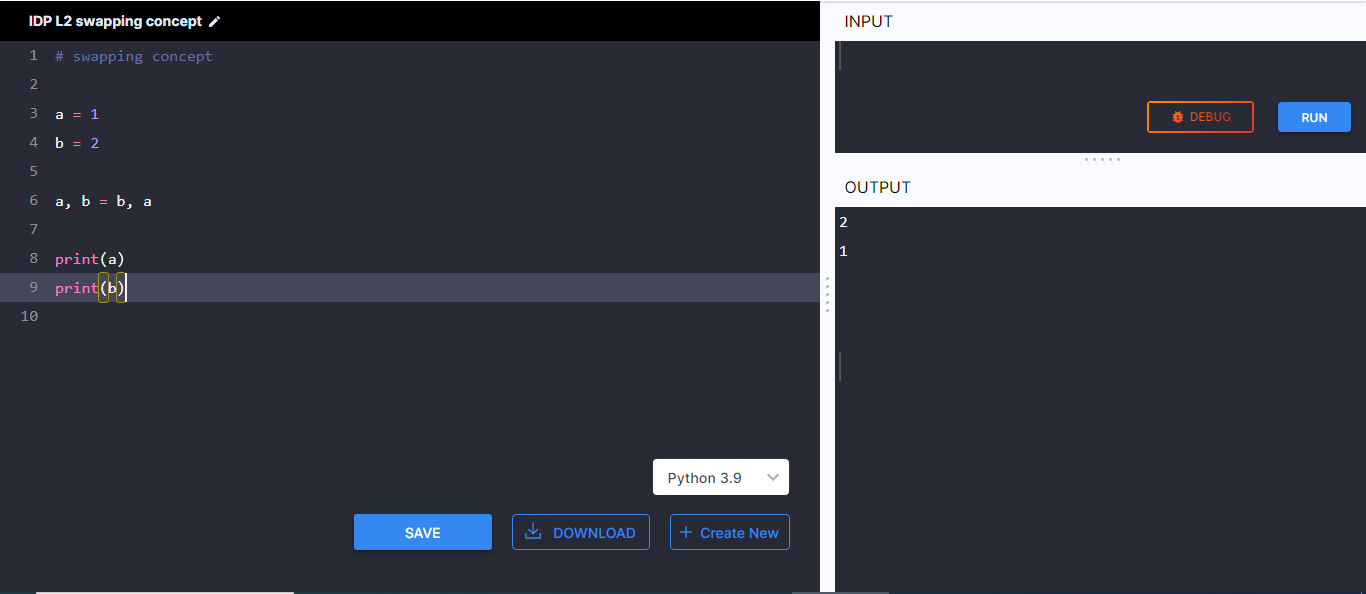 IDP L2 swapping concept
1 # swapping concept
2
3 a = 1
4 b = 2
5
6 a, b = b, a
7
8 print(a)
9 print(b)
10
Python 3.9
SAVE
DOWNLOAD
+ Create New
INPUT
DEBUG
RUN
OUTPUT
2
1